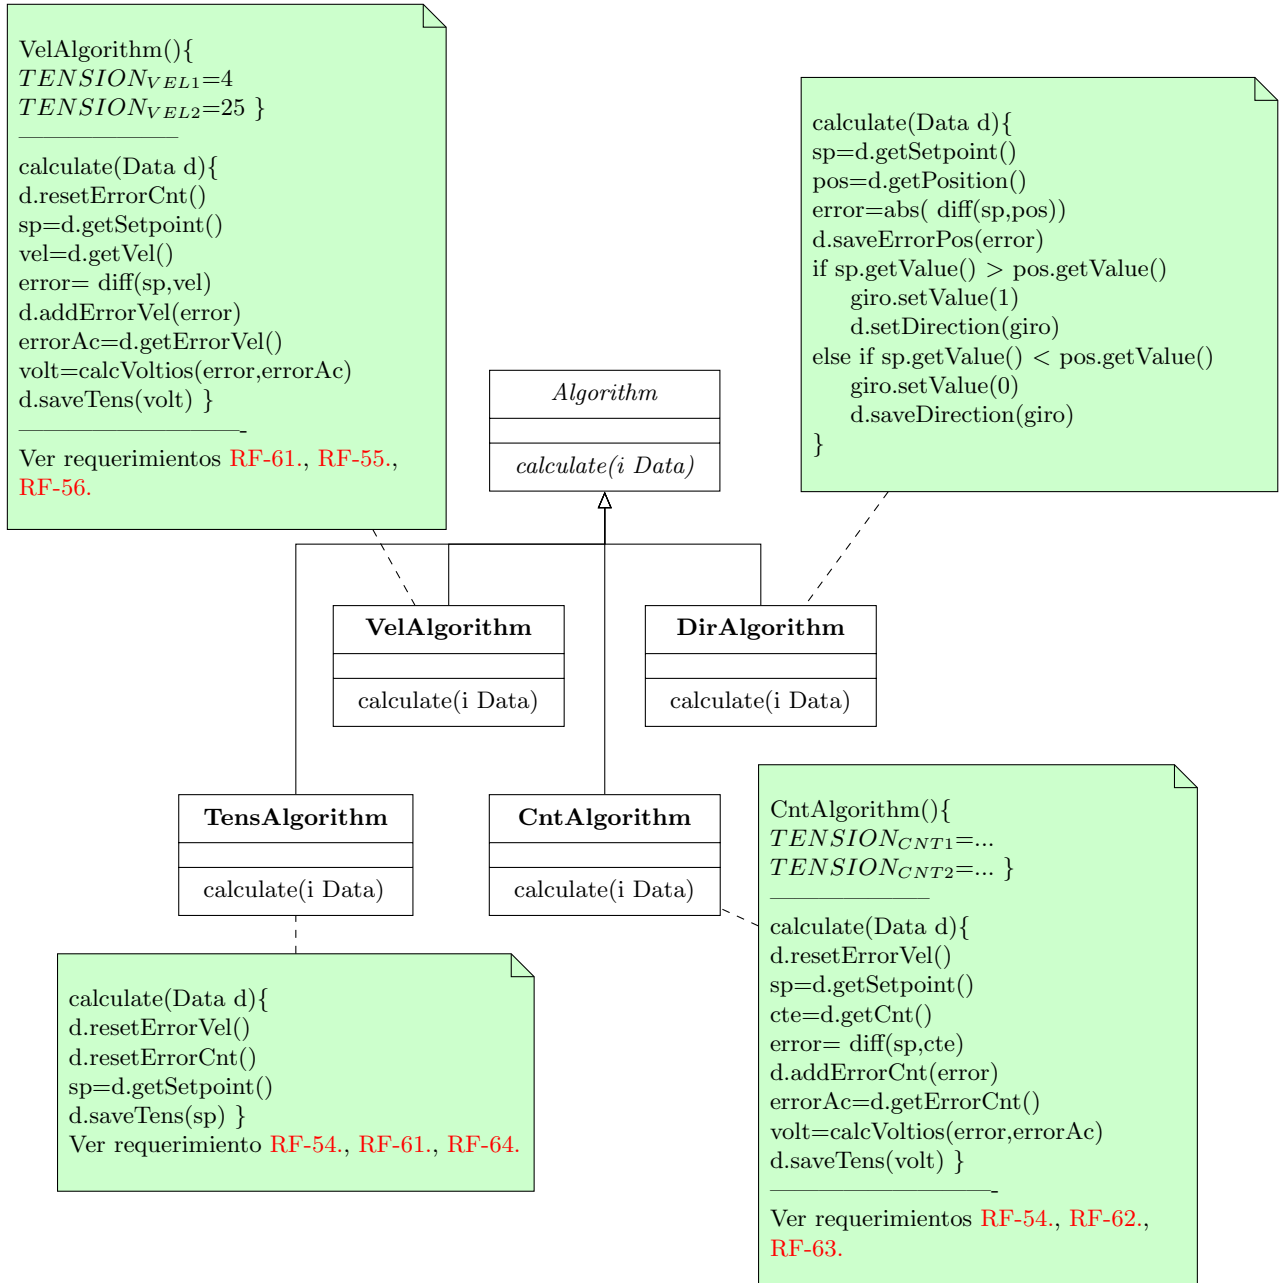 VelAlgorithm(){
TENSION_VEL1=4
TENSION_VEL2=25 }
calculate(Data d){
d.resetErrorCnt()
sp=d.getSetpoint()
vel=d.getVel()
error= diff(sp,vel)
d.addErrorVel(error)
errorAc=d.getErrorVel()
volt=calcVoltios(error,errorAc)
d.saveTens(volt) }
Ver requerimientos RF-61., RF-55.,
RF-56.
calculate(Data d){
sp=d.getSetpoint()
pos=d.getPosition()
error=abs( diff(sp,pos))
d.saveErrorPos(error)
if sp.getValue() > pos.getValue()
giro.setValue(1)
d.setDirection(giro)
else if sp.getValue() < pos.getValue()
giro.setValue(0)
d.saveDirection(giro)
}
Algorithm
calculate(i Data)
VelAlgorithm
calculate(i Data)
DirAlgorithm
calculate(i Data)
TensAlgorithm
calculate(i Data)
CntAlgorithm
calculate(i Data)
calculate(Data d){
d.resetErrorVel()
d.resetErrorCnt()
sp=d.getSetpoint()
d.saveTens(sp) }
Ver requerimiento RF-54., RF-61., RF-64.
CntAlgorithm(){
TENSION_CNT1=...
TENSION_CNT2=... }
calculate(Data d){
d.resetErrorVel()
sp=d.getSetpoint()
cte=d.getCnt()
error= diff(sp,cte)
d.addErrorCnt(error)
errorAc=d.getErrorCnt()
volt=calcVoltios(error,errorAc)
d.saveTens(volt) }
Ver requerimientos RF-54., RF-62.,
RF-63.